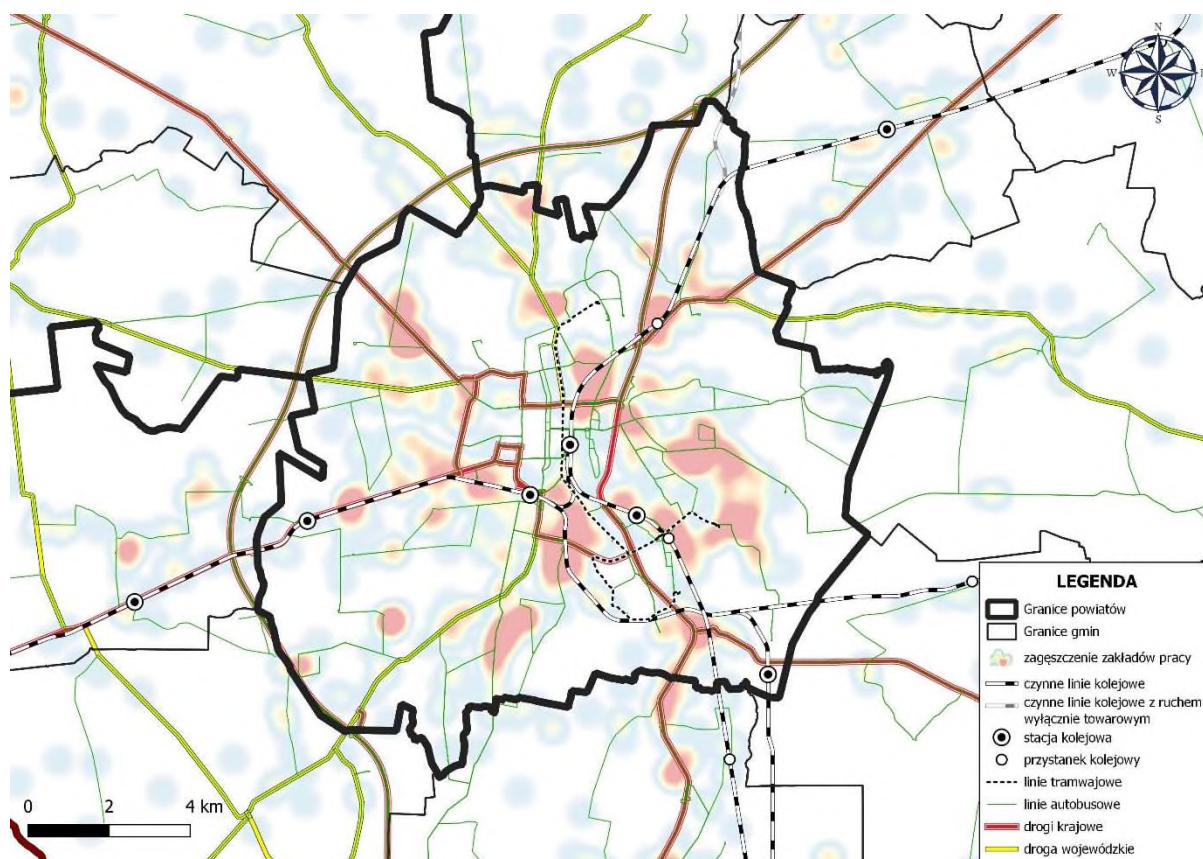 N
W
S
LEGENDA
Granice powiatów
Granice gmin
zagęszczenie zakładów pracy
czynne linie kolejowe
czynne linie kolejowe z ruchem
wyłącznie towarowym
stacja kolejowa
przystanek kolejowy
linie tramwajowe
linie autobusowe
drogi krajowe
droga wojewódzkie
0 2 4 km